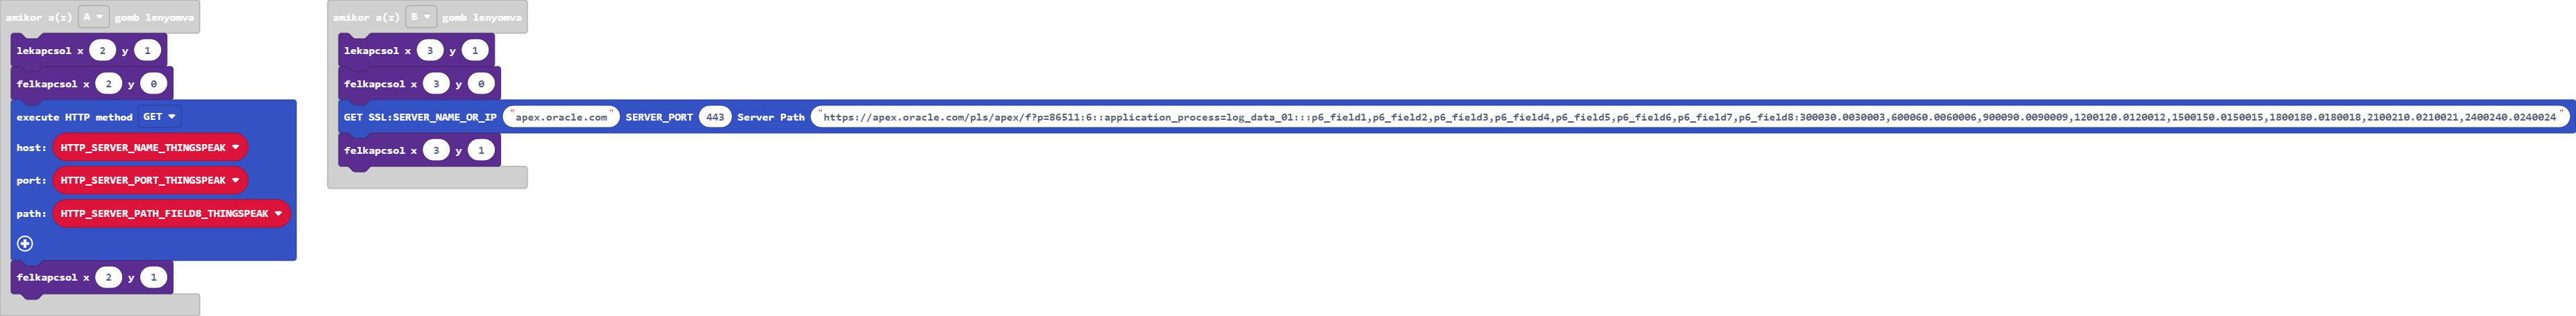 amikor a(z) A gomb lenyomva
lekapcsol x 2 y 1
felkapcsol x 2 y 0
execute HTTP method GET
host: HTTP_SERVER_NAME_THINGSPEAK
port: HTTP_SERVER_PORT_THINGSPEAK
path: HTTP_SERVER_PATH_FIELD8_THINGSPEAK
felkapcsol x 2 y 1
amikor a(z) B gomb lenyomva
lekapcsol x 3 y 1
felkapcsol x 3 y 0
GET SSL:SERVER_NAME_OR_IP "apex.oracle.com" SERVER_PORT 443 Server Path "https://apex.oracle.com/pls/apex/f?p=86511:6::application_process=log_data_01:::p6_field1,p6_field2,p6_field3,p6_field4,p6_field5,p6_field6,p6_field7,p6_field8:300030.0030003,600060.0060006,900090.0090009,1200120.0120012,1500150.0150015,1800180.0180018,2100210.0210021,2400240.0240024"
felkapcsol x 3 y 1